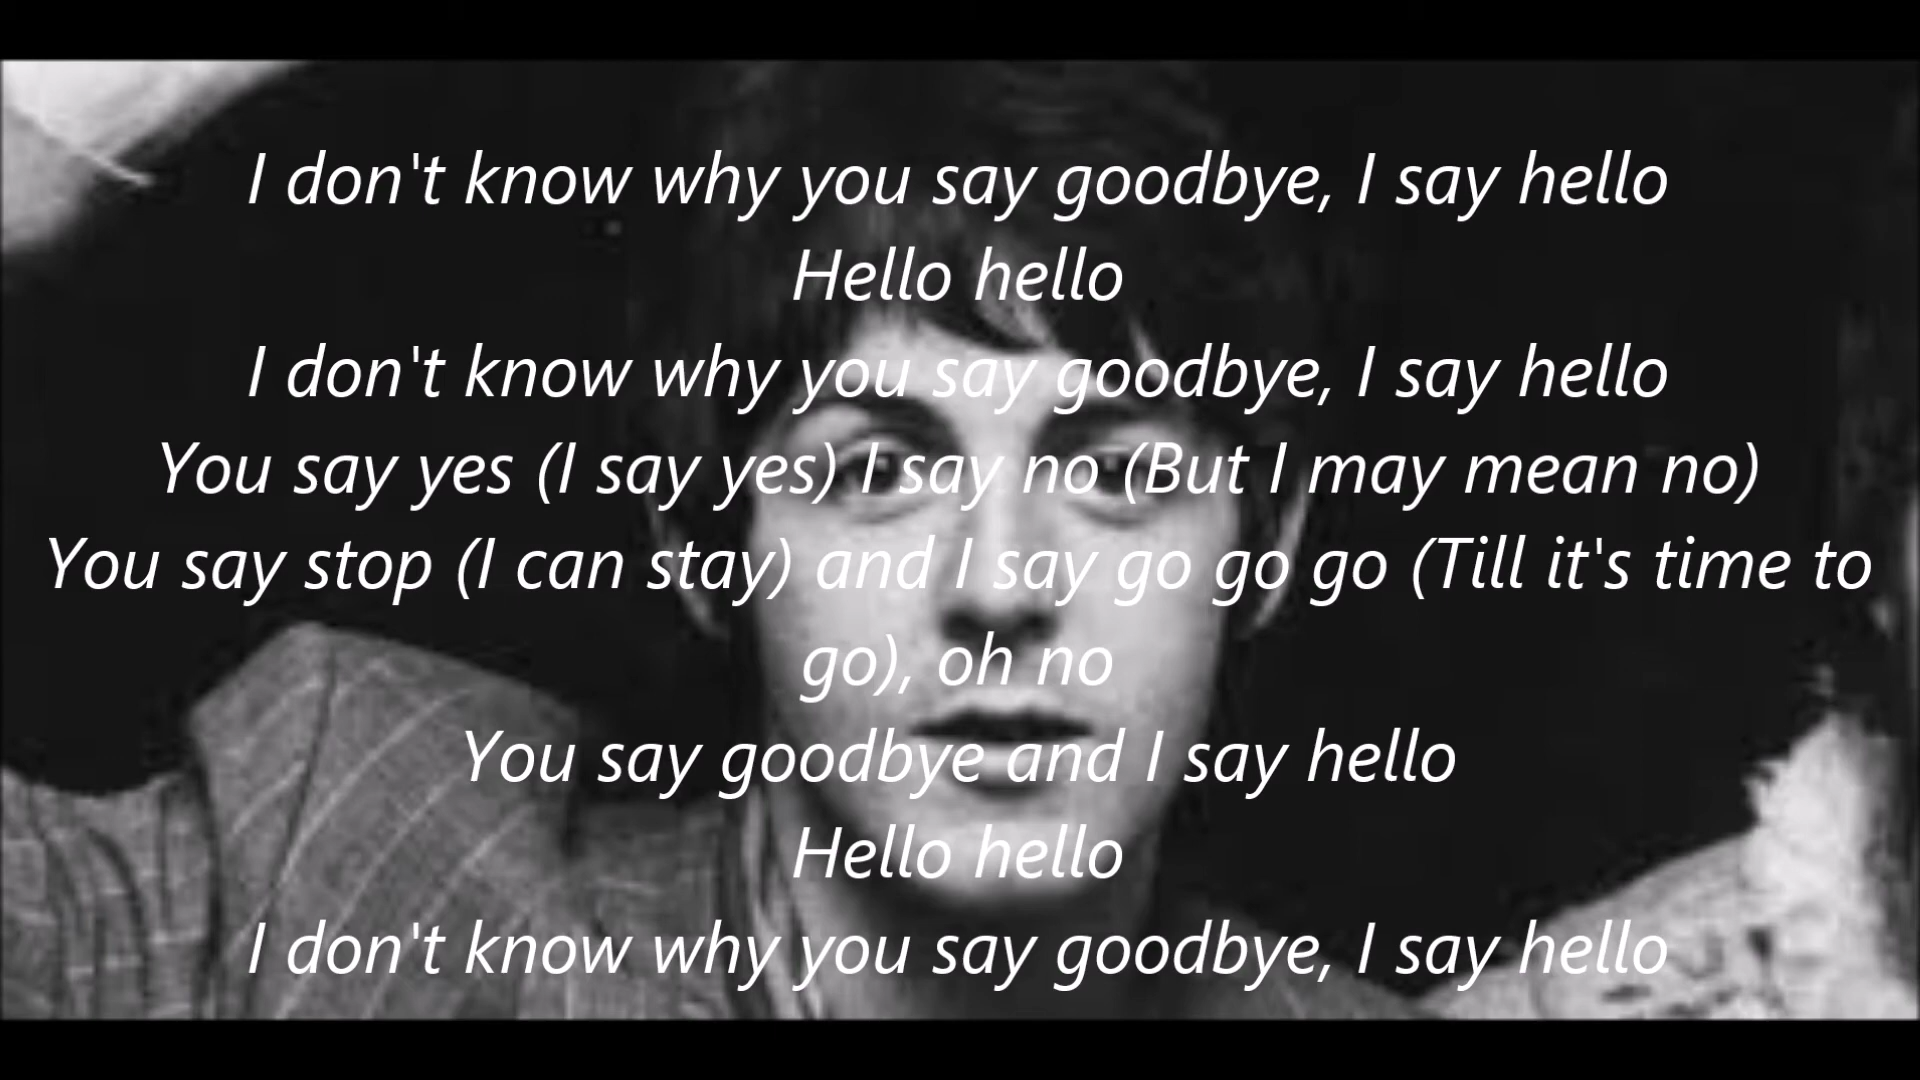 I don't know why you say goodbye, I say hello
Hello hello
I don't know why you say goodbye, I say hello
You say yes (I say yes) I say no (But I may mean no)
You say stop (I can stay) and I say go go go (Till it's time to
go), oh no
You say goodbye and I say hello
Hello hello
I don't know why you say goodbye, I say hello